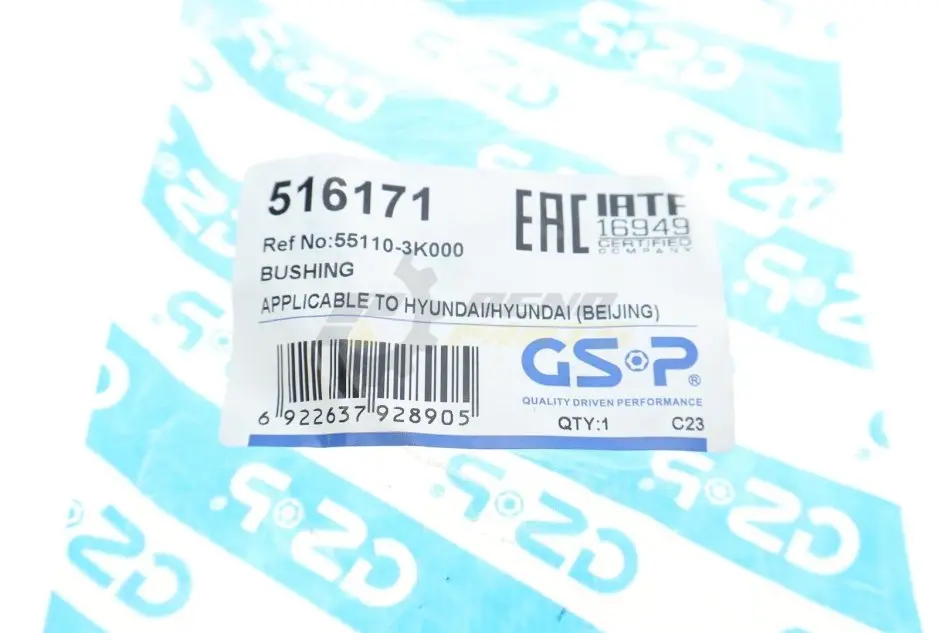 516171
Ref No:55110-3K000
BUSHING
APPLICABLE TO HYUNDAI/HYUNDAI (BEIJING)
EAC
IATF
16949
CERTIFIED
COMPANY
6 922637 928905
GSP®
QUALITY DRIVEN PERFORMANCE
QTY:1
C23